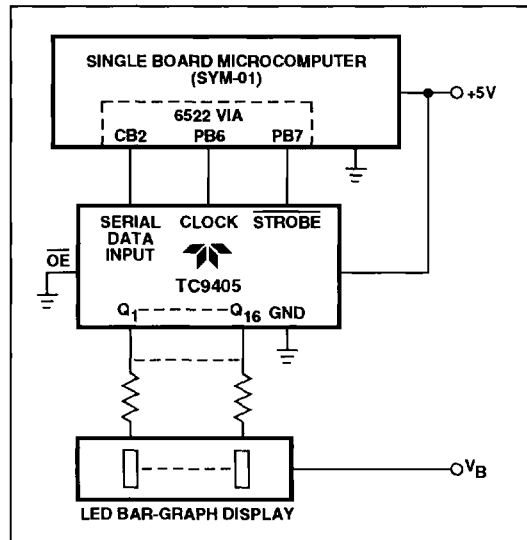 SINGLE BOARD MICROCOMPUTER
(SYM-01)
+5V
6522 VIA
CB2 PB6 PB7
SERIAL DATA INPUT CLOCK STROBE
OE
TC9405
Q1 Q16 GND
VB
LED BAR-GRAPH DISPLAY